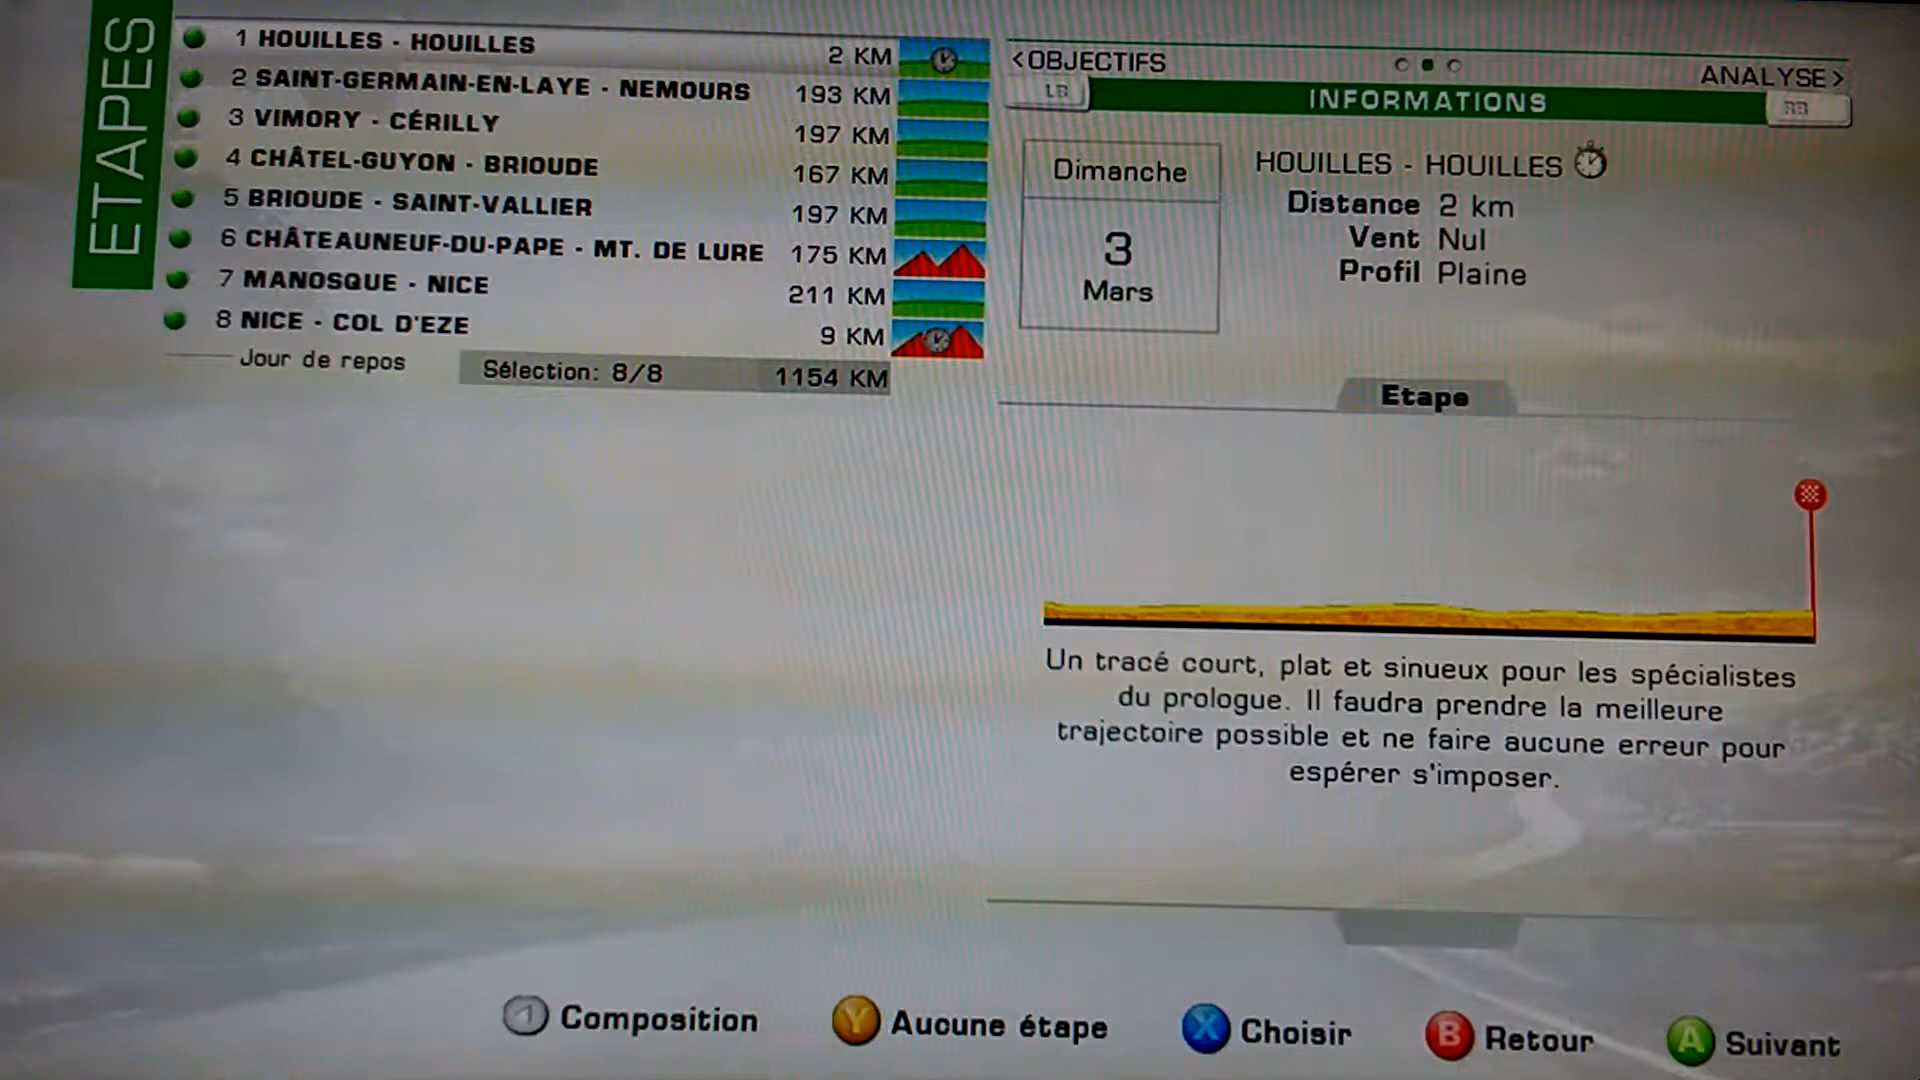 ETAPES
1 HOUILLES - HOUILLES 2 KM
2 SAINT-GERMAIN-EN-LAYE - NEMOURS 193 KM
3 VIMORY - CÉRILLY 197 KM
4 CHÂTEL-GUYON - BRIOUDE 167 KM
5 BRIOUDE - SAINT-VALLIER 197 KM
6 CHÂTEAUNEUF-DU-PAPE - MT. DE LURE 175 KM
7 MANOSQUE - NICE 211 KM
8 NICE - COL D'EZE 9 KM
Jour de repos Sélection: 8/8 1154 KM
<OBJECTIFS ANALYSE>
LB INFORMATIONS RB
Dimanche
3
Mars
HOUILLES - HOUILLES
Distance 2 km
Vent Nul
Profil Plaine
Etape
Un tracé court, plat et sinueux pour les spécialistes
du prologue. Il faudra prendre la meilleure
trajectoire possible et ne faire aucune erreur pour
espérer s'imposer.
Composition Y Aucune étape X Choisir B Retour A Suivant